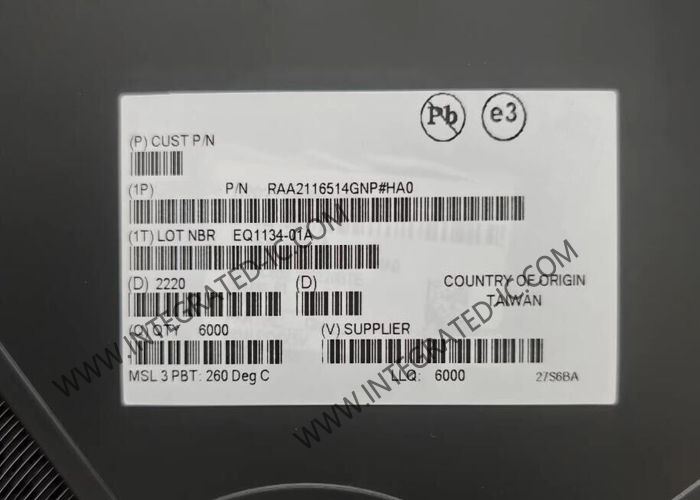 Pb e3
(P) CUST P/N
(1P) P/N RAA2116514GNP#HA0
(1T) LOT NBR EQ1134-01A
(D) 2220 (D)
COUNTRY OF ORIGIN
TAIWAN
(Q) QTY 6000 (V) SUPPLIER
MSL 3 PBT: 260 Deg C LLQ: 6000 27S6BA
WWW.INTEGRATED-IC.COM
WWW.INTEGRATED-IC.COM